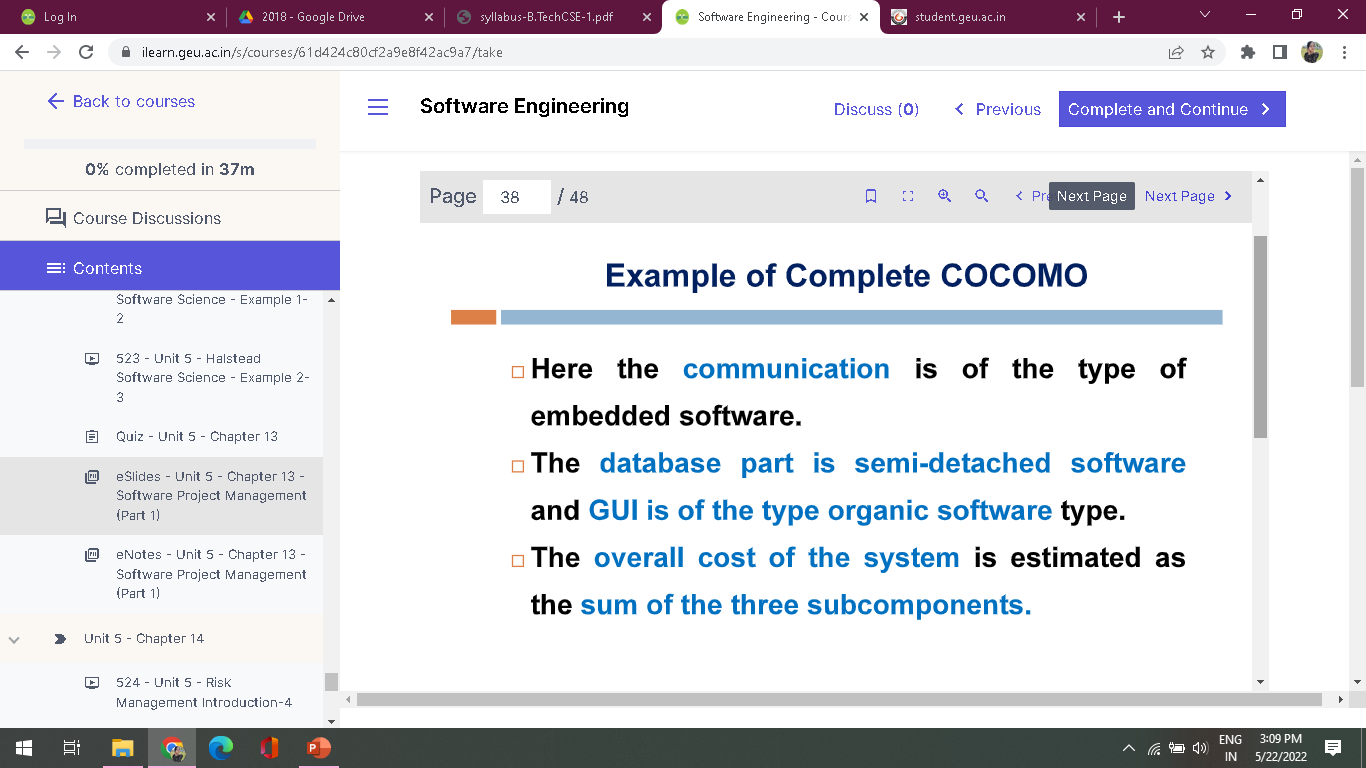 Log In
2018 - Google Drive
syllabus-B.TechCSE-1.pdf
Software Engineering - Cour
student.geu.ac.in
ilearn.geu.ac.in/s/courses/61d424c80cf2a9e8f42ac9a7/take
Back to courses
0% completed in 37m
Course Discussions
Contents
Software Science - Example 1-
2
523 - Unit 5 - Halstead
Software Science - Example 2-
3
Quiz - Unit 5 - Chapter 13
eSlides - Unit 5 - Chapter 13 -
Software Project Management
(Part 1)
eNotes - Unit 5 - Chapter 13 -
Software Project Management
(Part 1)
Unit 5 - Chapter 14
524 - Unit 5 - Risk
Management Introduction-4
Software Engineering
Discuss (0)
Previous
Complete and Continue
Page 38 / 48
Pre
Next Page
Next Page
Example of Complete COCOMO
Here the communication is of the type of
embedded software.
The database part is semi-detached software
and GUI is of the type organic software type.
The overall cost of the system is estimated as
the sum of the three subcomponents.
ENG
IN
3:09 PM
5/22/2022